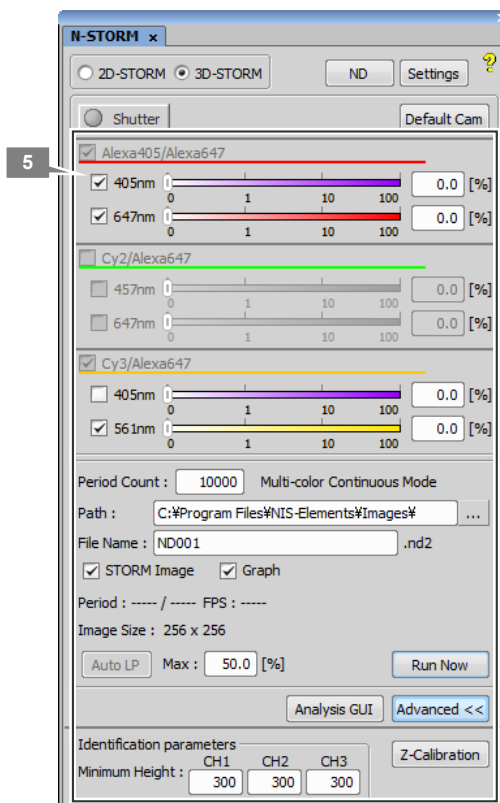 N-STORM x
2D-STORM 3D-STORM ND Settings ?
Shutter Default Cam
5
Alexa405/Alexa647
405nm 0.0 [%]
0 1 10 100
647nm 0.0 [%]
0 1 10 100
Cy2/Alexa647
457nm 0.0 [%]
0 1 10 100
647nm 0.0 [%]
0 1 10 100
Cy3/Alexa647
405nm 0.0 [%]
0 1 10 100
561nm 0.0 [%]
0 1 10 100
Period Count : 10000 Multi-color Continuous Mode
Path : C:¥Program Files¥NIS-Elements¥Images¥ ...
File Name : ND001 .nd2
STORM Image Graph
Period : ----- / ----- FPS : -----
Image Size : 256 x 256
Auto LP Max : 50.0 [%] Run Now
Analysis GUI Advanced <<
Identification parameters
CH1 CH2 CH3 Z-Calibration
Minimum Height : 300 300 300